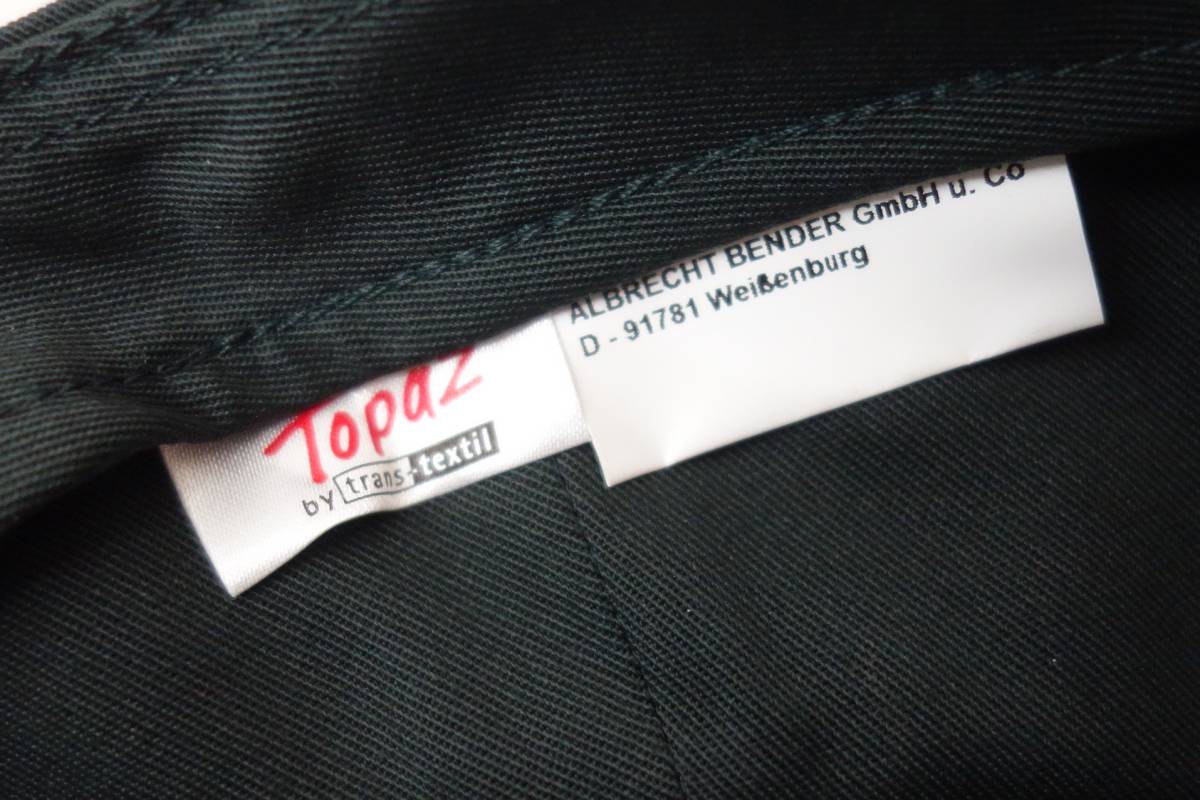 Topaz
by trans-textil
ALBRECHT BENDER GmbH u. Co
D - 91781 Weißenburg